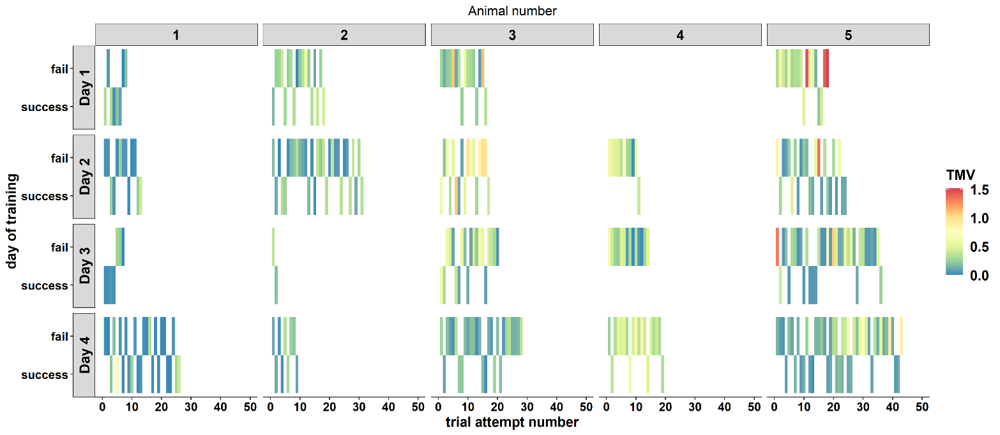 Animal number
1 2 3 4 5
day of training
Day 1
fail
success
Day 2
fail
success
Day 3
fail
success
Day 4
fail
success
0 10 20 30 40 50 0 10 20 30 40 50 0 10 20 30 40 50 0 10 20 30 40 50 0 10 20 30 40 50
trial attempt number
TMV
1.5
1.0
0.5
0.0